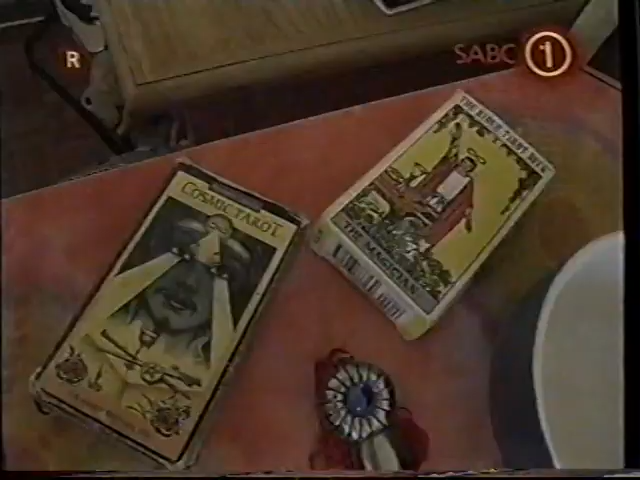 R
SABC 1
COSMIC TAROT
THE RIDER TAROT DECK
THE MAGICIAN